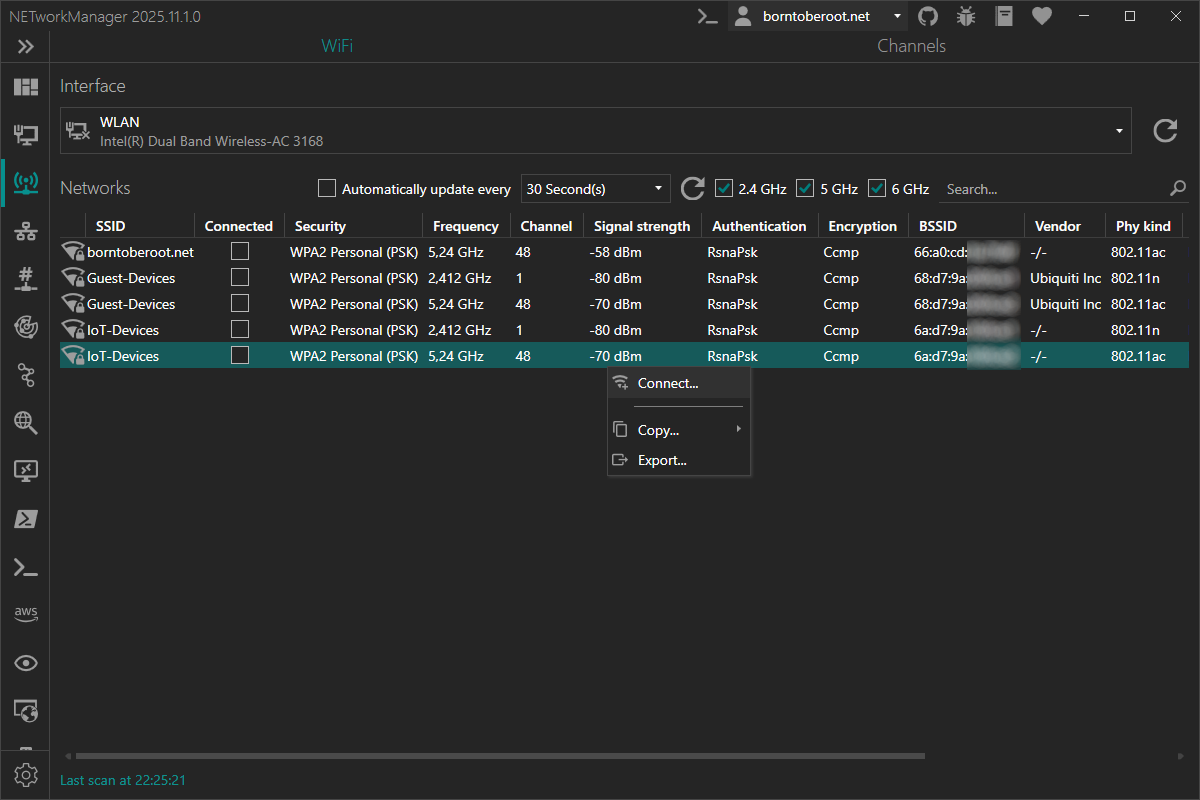 NETworkManager 2025.11.1.0
borntoberoot.net
WiFi
Channels
Interface
WLAN
Intel(R) Dual Band Wireless-AC 3168
Networks
Automatically update every
30 Second(s)
2.4 GHz
5 GHz
6 GHz
Search...
SSID Connected Security Frequency Channel Signal strength Authentication Encryption BSSID Vendor Phy kind
borntoberoot.net WPA2 Personal (PSK) 5,24 GHz 48 -58 dBm RsnaPsk Ccmp 66:a0:cd: -/- 802.11ac
Guest-Devices WPA2 Personal (PSK) 2,412 GHz 1 -80 dBm RsnaPsk Ccmp 68:d7:9a: Ubiquiti Inc 802.11n
Guest-Devices WPA2 Personal (PSK) 5,24 GHz 48 -70 dBm RsnaPsk Ccmp 68:d7:9a: Ubiquiti Inc 802.11ac
IoT-Devices WPA2 Personal (PSK) 2,412 GHz 1 -80 dBm RsnaPsk Ccmp 6a:d7:9a: -/- 802.11n
IoT-Devices WPA2 Personal (PSK) 5,24 GHz 48 -70 dBm RsnaPsk Ccmp 6a:d7:9a: -/- 802.11ac
Connect...
Copy...
Export...
aws
Last scan at 22:25:21